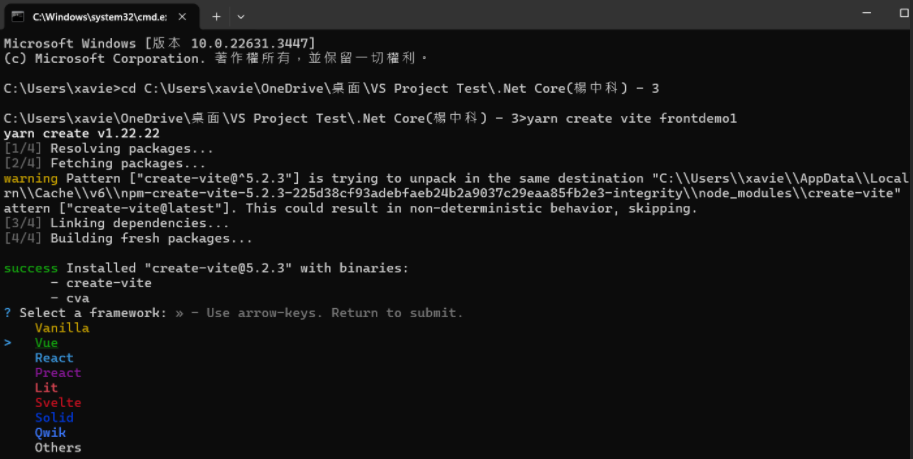 C:\Windows\system32\cmd.e:
Microsoft Windows [版本 10.0.22631.3447]
(c) Microsoft Corporation. 著作權所有，並保留一切權利。
C:\Users\xavie>cd C:\Users\xavie\OneDrive\桌面\VS Project Test\.Net Core(楊中科) - 3
C:\Users\xavie\OneDrive\桌面\VS Project Test\.Net Core(楊中科) - 3>yarn create vite frontdemo1
yarn create v1.22.22
[1/4] Resolving packages...
[2/4] Fetching packages...
warning Pattern ["create-vite@^5.2.3"] is trying to unpack in the same destination "C:\\Users\\xavie\\AppData\\Local
rn\\Cache\\v6\\npm-create-vite-5.2.3-225d38cf93adebfaeb24b2a9037c29eaa85fb2e3-integrity\\node_modules\\create-vite"
attern ["create-vite@latest"]. This could result in non-deterministic behavior, skipping.
[3/4] Linking dependencies...
[4/4] Building fresh packages...
success Installed "create-vite@5.2.3" with binaries:
- create-vite
- cva
? Select a framework: » - Use arrow-keys. Return to submit.
Vanilla
> Vue
React
Preact
Lit
Svelte
Solid
Qwik
Others